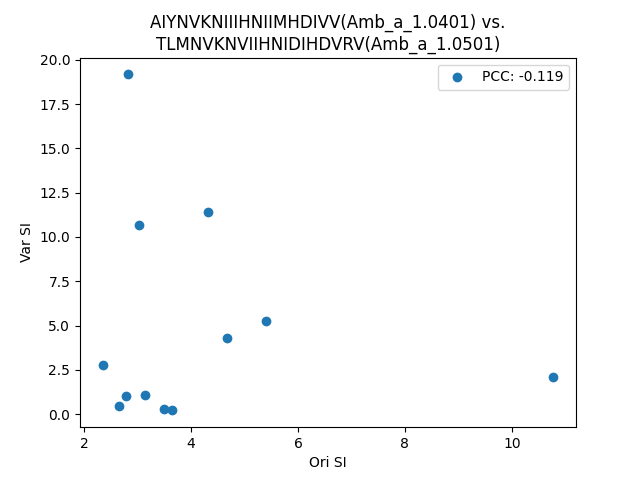 AIYNVKNIIIHNIIMHDIVV(Amb_a_1.0401) vs.
TLMNVKNVIIHNIDIHDVRV(Amb_a_1.0501)
PCC: -0.119
20.0
17.5
15.0
12.5
10.0
7.5
5.0
2.5
0.0
Var SI
2
4
6
8
10
Ori SI